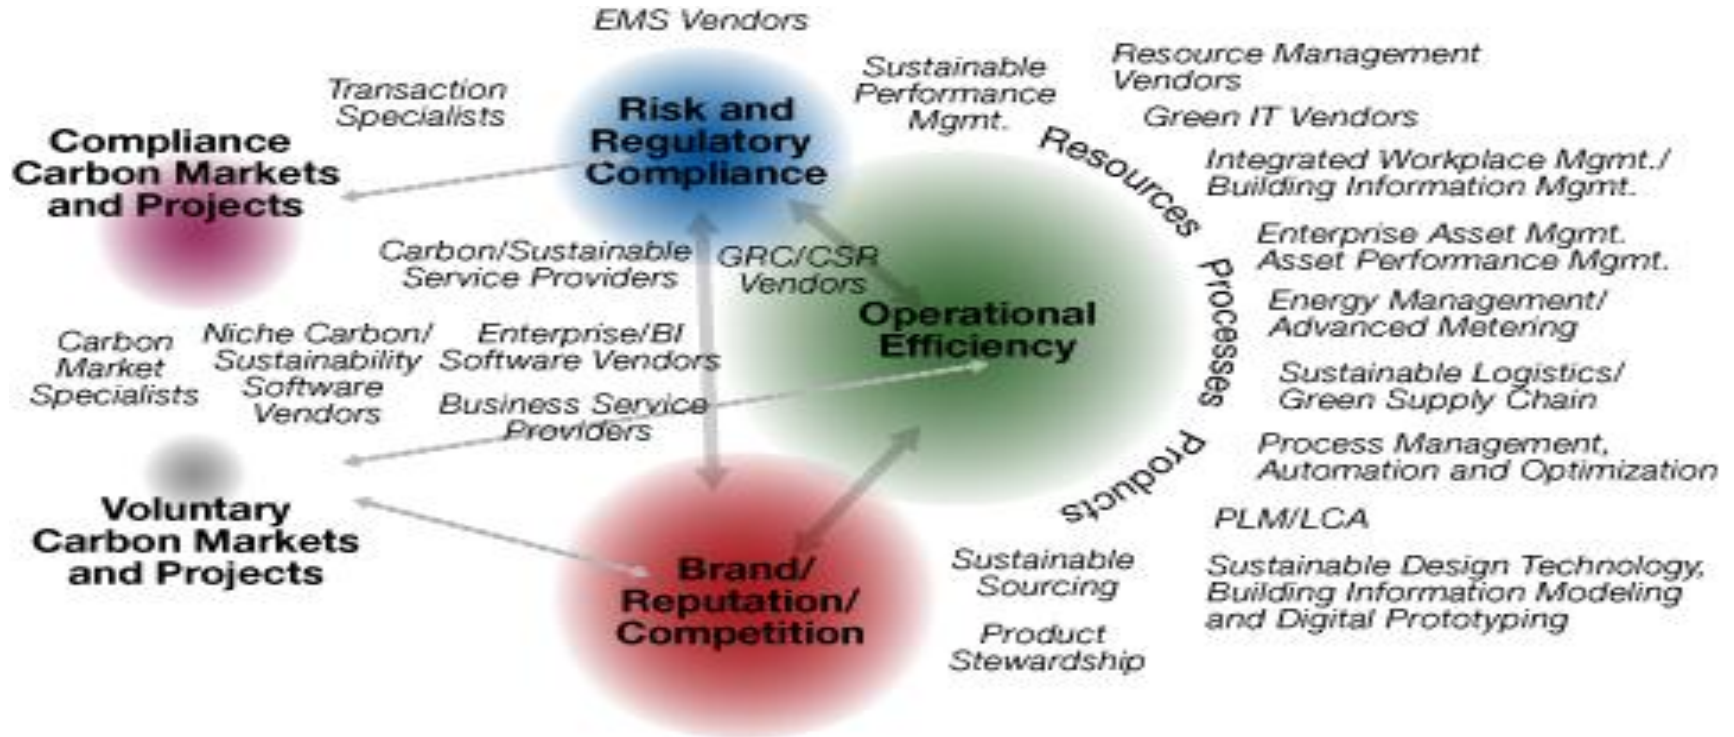 EMS Vendors
Transaction
Specialists
Compliance
Carbon Markets
and Projects
Risk and
Regulatory
Compliance
Sustainable
Performance
Mgmt.
Resource Management
Vendors
Green IT Vendors
Integrated Workplace Mgmt./
Building Information Mgmt.
Enterprise Asset Mgmt.
Asset Performance Mgmt.
Energy Management/
Advanced Metering
Sustainable Logistics/
Green Supply Chain
Process Management,
Automation and Optimization
PLM/LCA
Sustainable Design Technology,
Building Information Modeling
and Digital Prototyping
Resources
Processes
Products
Carbon/Sustainable
Service Providers
GRC/CSR
Vendors
Operational
Efficiency
Carbon
Market
Specialists
Niche Carbon/
Sustainability
Software
Vendors
Enterprise/BI
Software Vendors
Business Service
Providers
Voluntary
Carbon Markets
and Projects
Brand/
Reputation/
Competition
Sustainable
Sourcing
Product
Stewardship